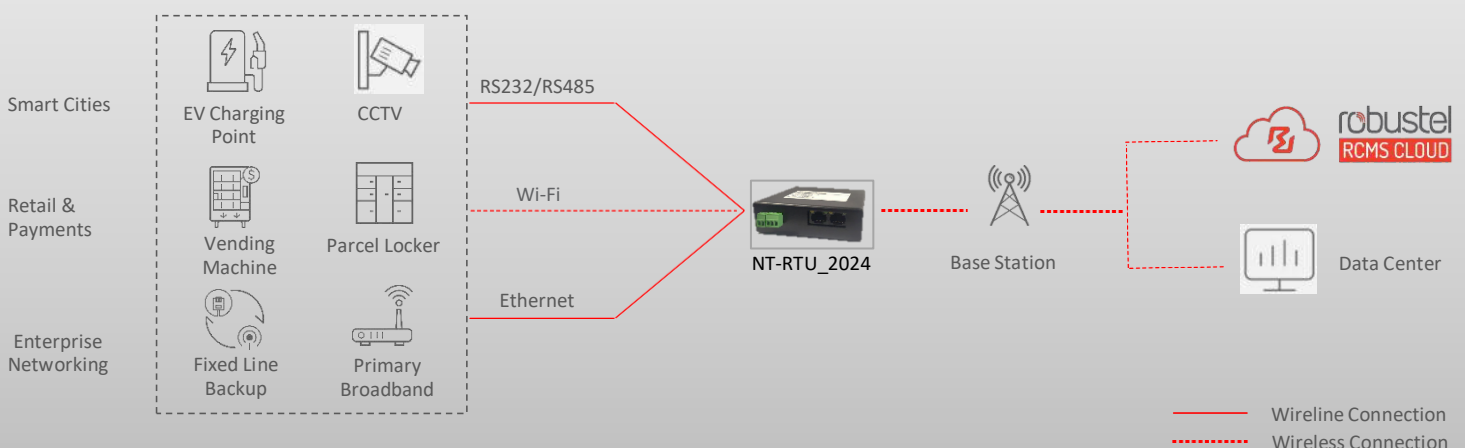 Smart Cities
EV Charging
Point
CCTV
Retail &
Payments
Vending
Machine
Parcel Locker
Enterprise
Networking
Fixed Line
Backup
Primary
Broadband
RS232/RS485
Wi-Fi
Ethernet
NT-RTU_2024
Base Station
robustel
RCMS CLOUD
Data Center
Wireline Connection
Wireless Connection